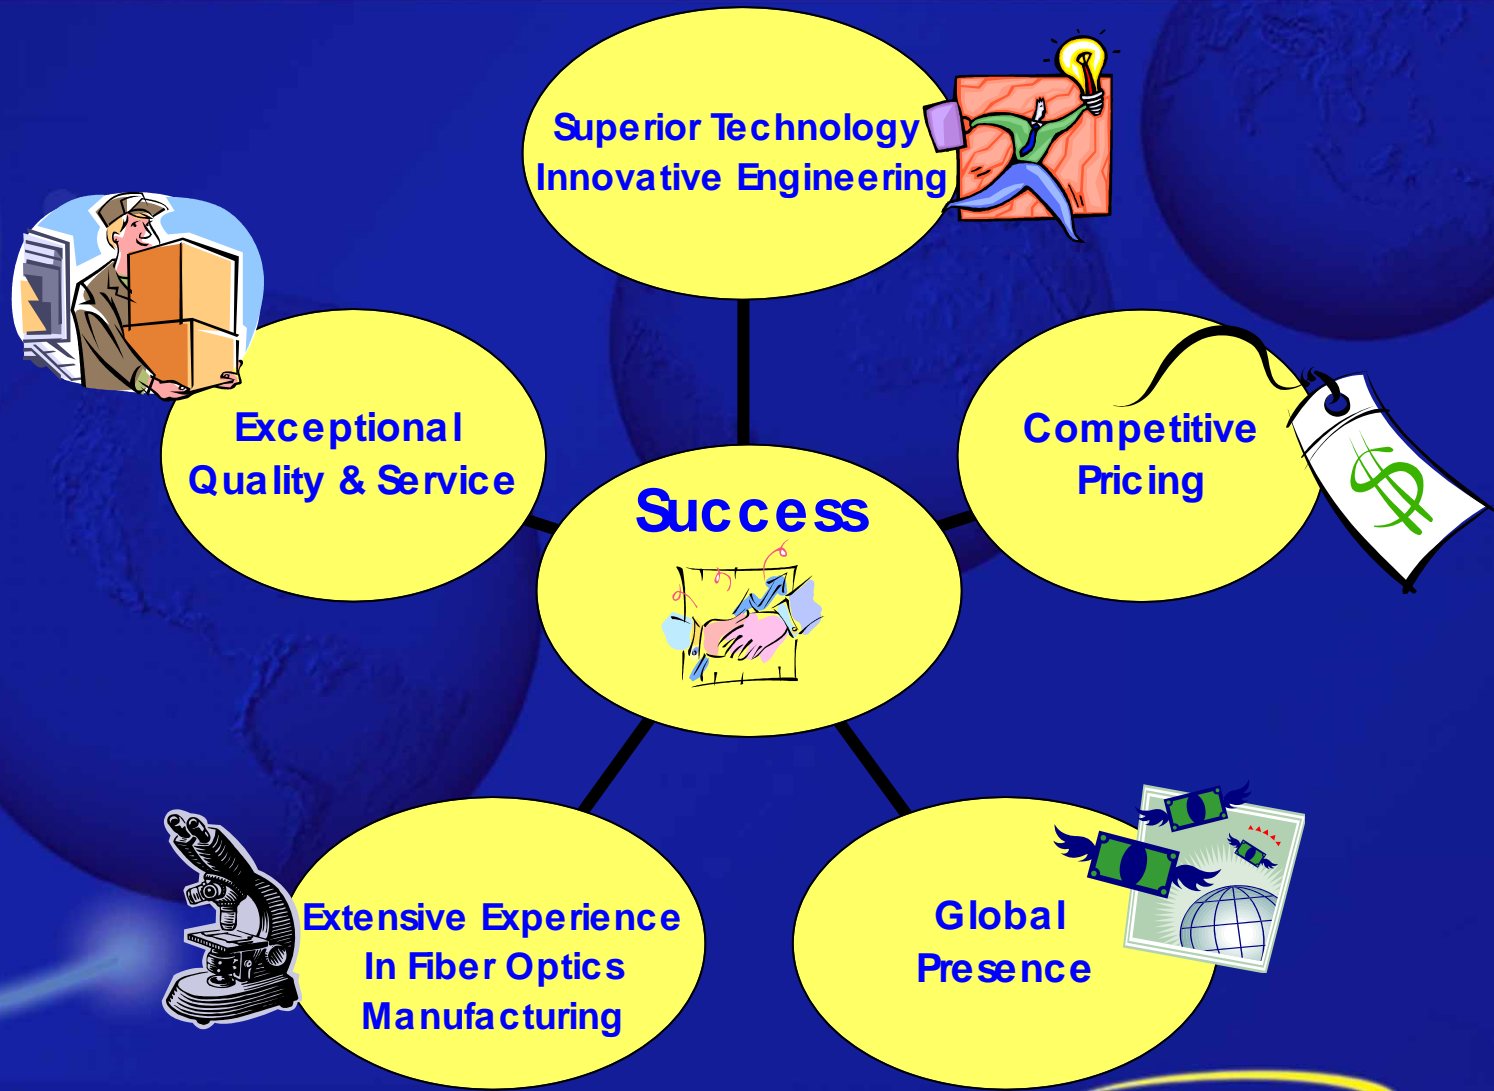 Superior Technology
Innovative Engineering
Exceptional
Quality & Service
Competitive
Pricing
Success
$
Extensive Experience
In Fiber Optics
Manufacturing
Global
Presence